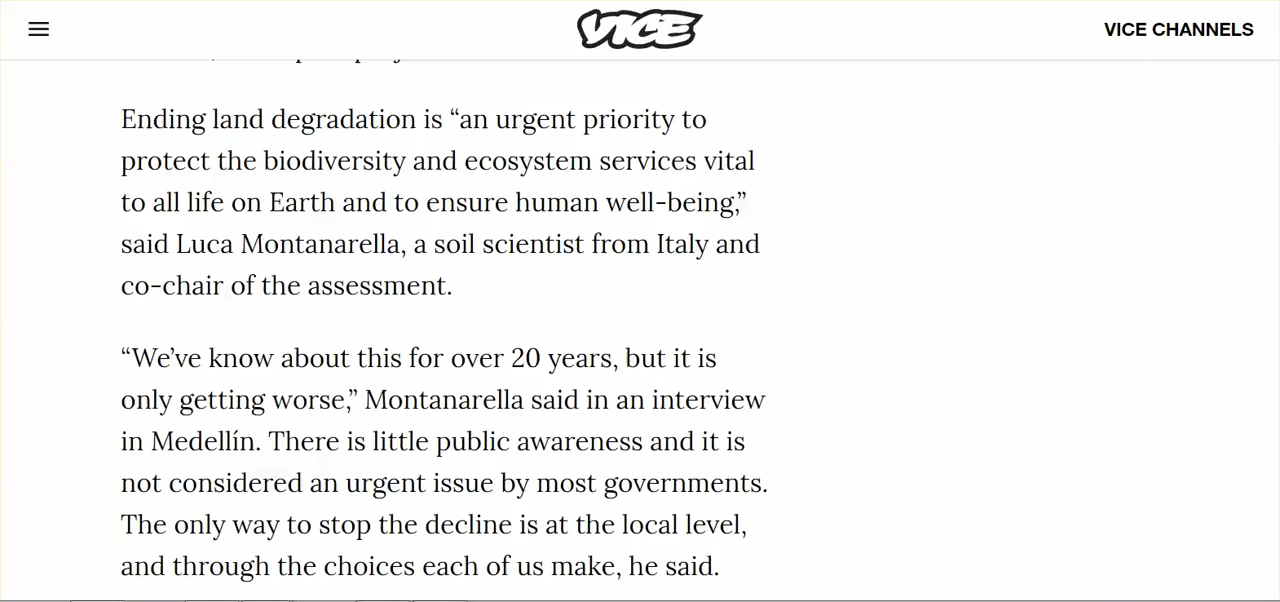 VICE
VICE CHANNELS
Ending land degradation is “an urgent priority to
protect the biodiversity and ecosystem services vital
to all life on Earth and to ensure human well-being,”
said Luca Montanarella, a soil scientist from Italy and
co-chair of the assessment.
“We’ve know about this for over 20 years, but it is
only getting worse,” Montanarella said in an interview
in Medellín. There is little public awareness and it is
not considered an urgent issue by most governments.
The only way to stop the decline is at the local level,
and through the choices each of us make, he said.